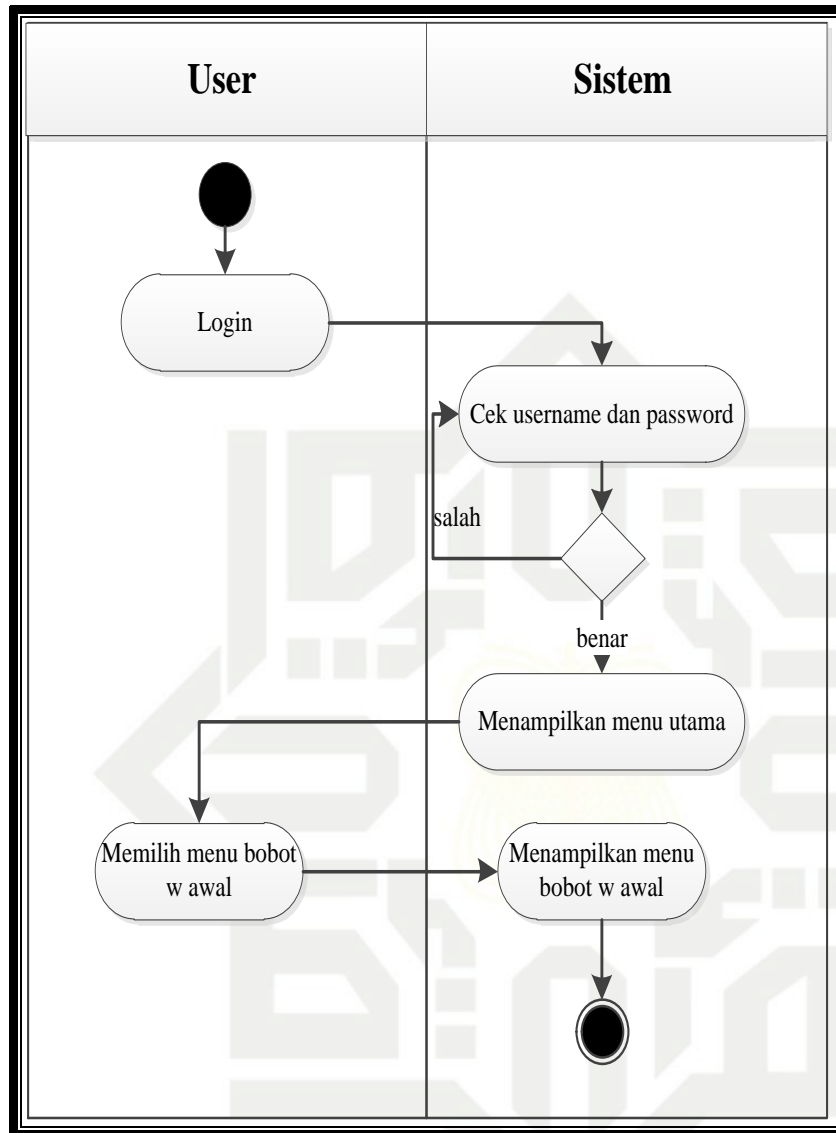 User
Sistem
Login
Cek username dan password
salah
benar
Menampilkan menu utama
Memilih menu bobot
w awal
Menampilkan menu
bobot w awal